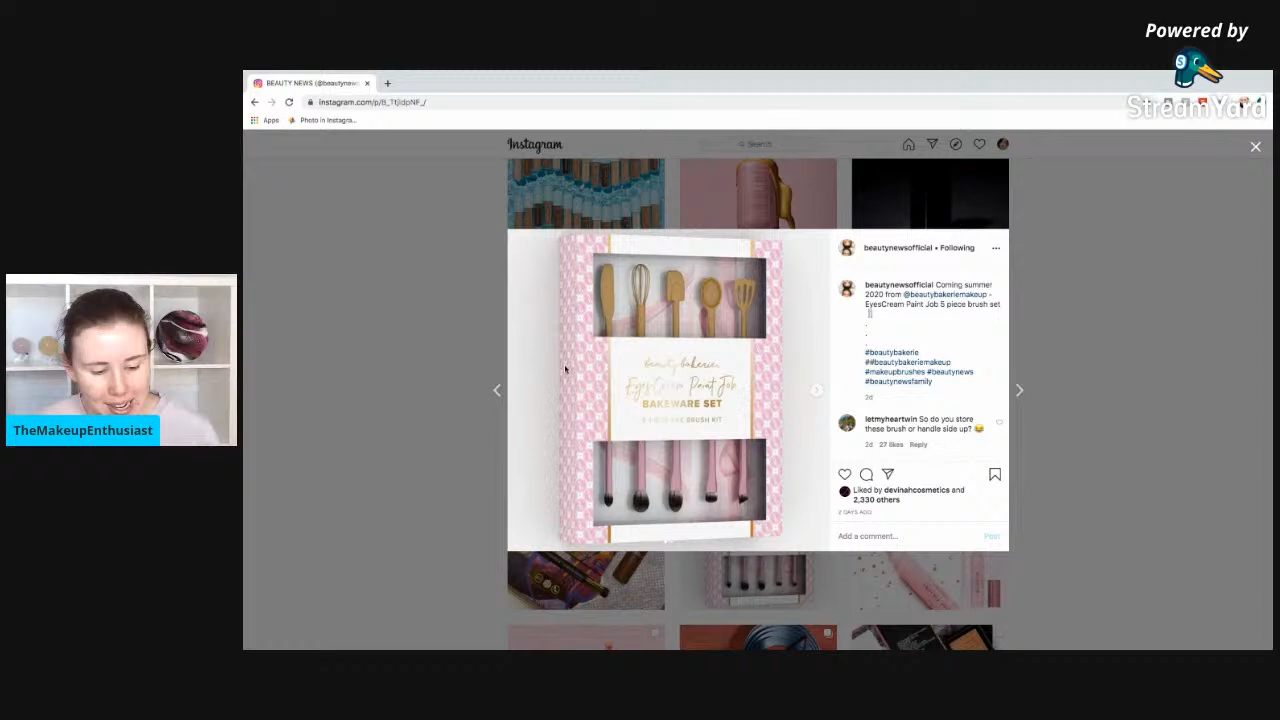 Powered by
StreamYard
BEAUTY NEWS (@beautynews
instagram.com/p/B_TtjIdpNF_/
Apps
Photo in Instagra...
Instagram
Search
beautynewsofficial • Following
beautynewsofficial Coming summer
2020 from @beautybakeriemakeup -
EyesCream Paint Job 5 piece brush set
.
.
.
#beautybakerie
##beautybakeriemakeup
#makeupbrushes #beautynews
#beautynewsfamily
2d
letmyheartwin So do you store
these brush or handle side up? 😂
2d 27 likes Reply
Liked by devinahcosmetics and
2,330 others
2 DAYS AGO
Add a comment...
Post
beauty bakerie
EyesCream Paint Job
BAKEWARE SET
TheMakeupEnthusiast